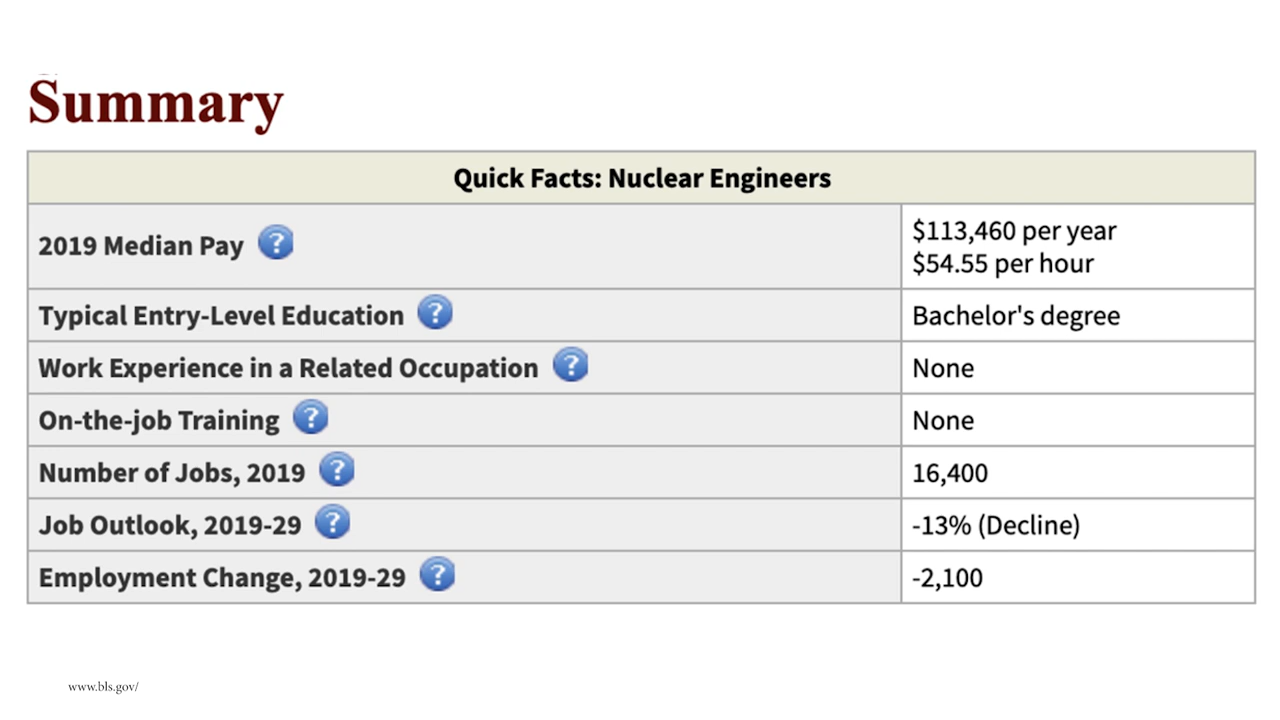 Summary
Quick Facts: Nuclear Engineers
2019 Median Pay ?
$113,460 per year
$54.55 per hour
Typical Entry-Level Education ?
Bachelor's degree
Work Experience in a Related Occupation ?
None
On-the-job Training ?
None
Number of Jobs, 2019 ?
16,400
Job Outlook, 2019-29 ?
-13% (Decline)
Employment Change, 2019-29 ?
-2,100
www.bls.gov/